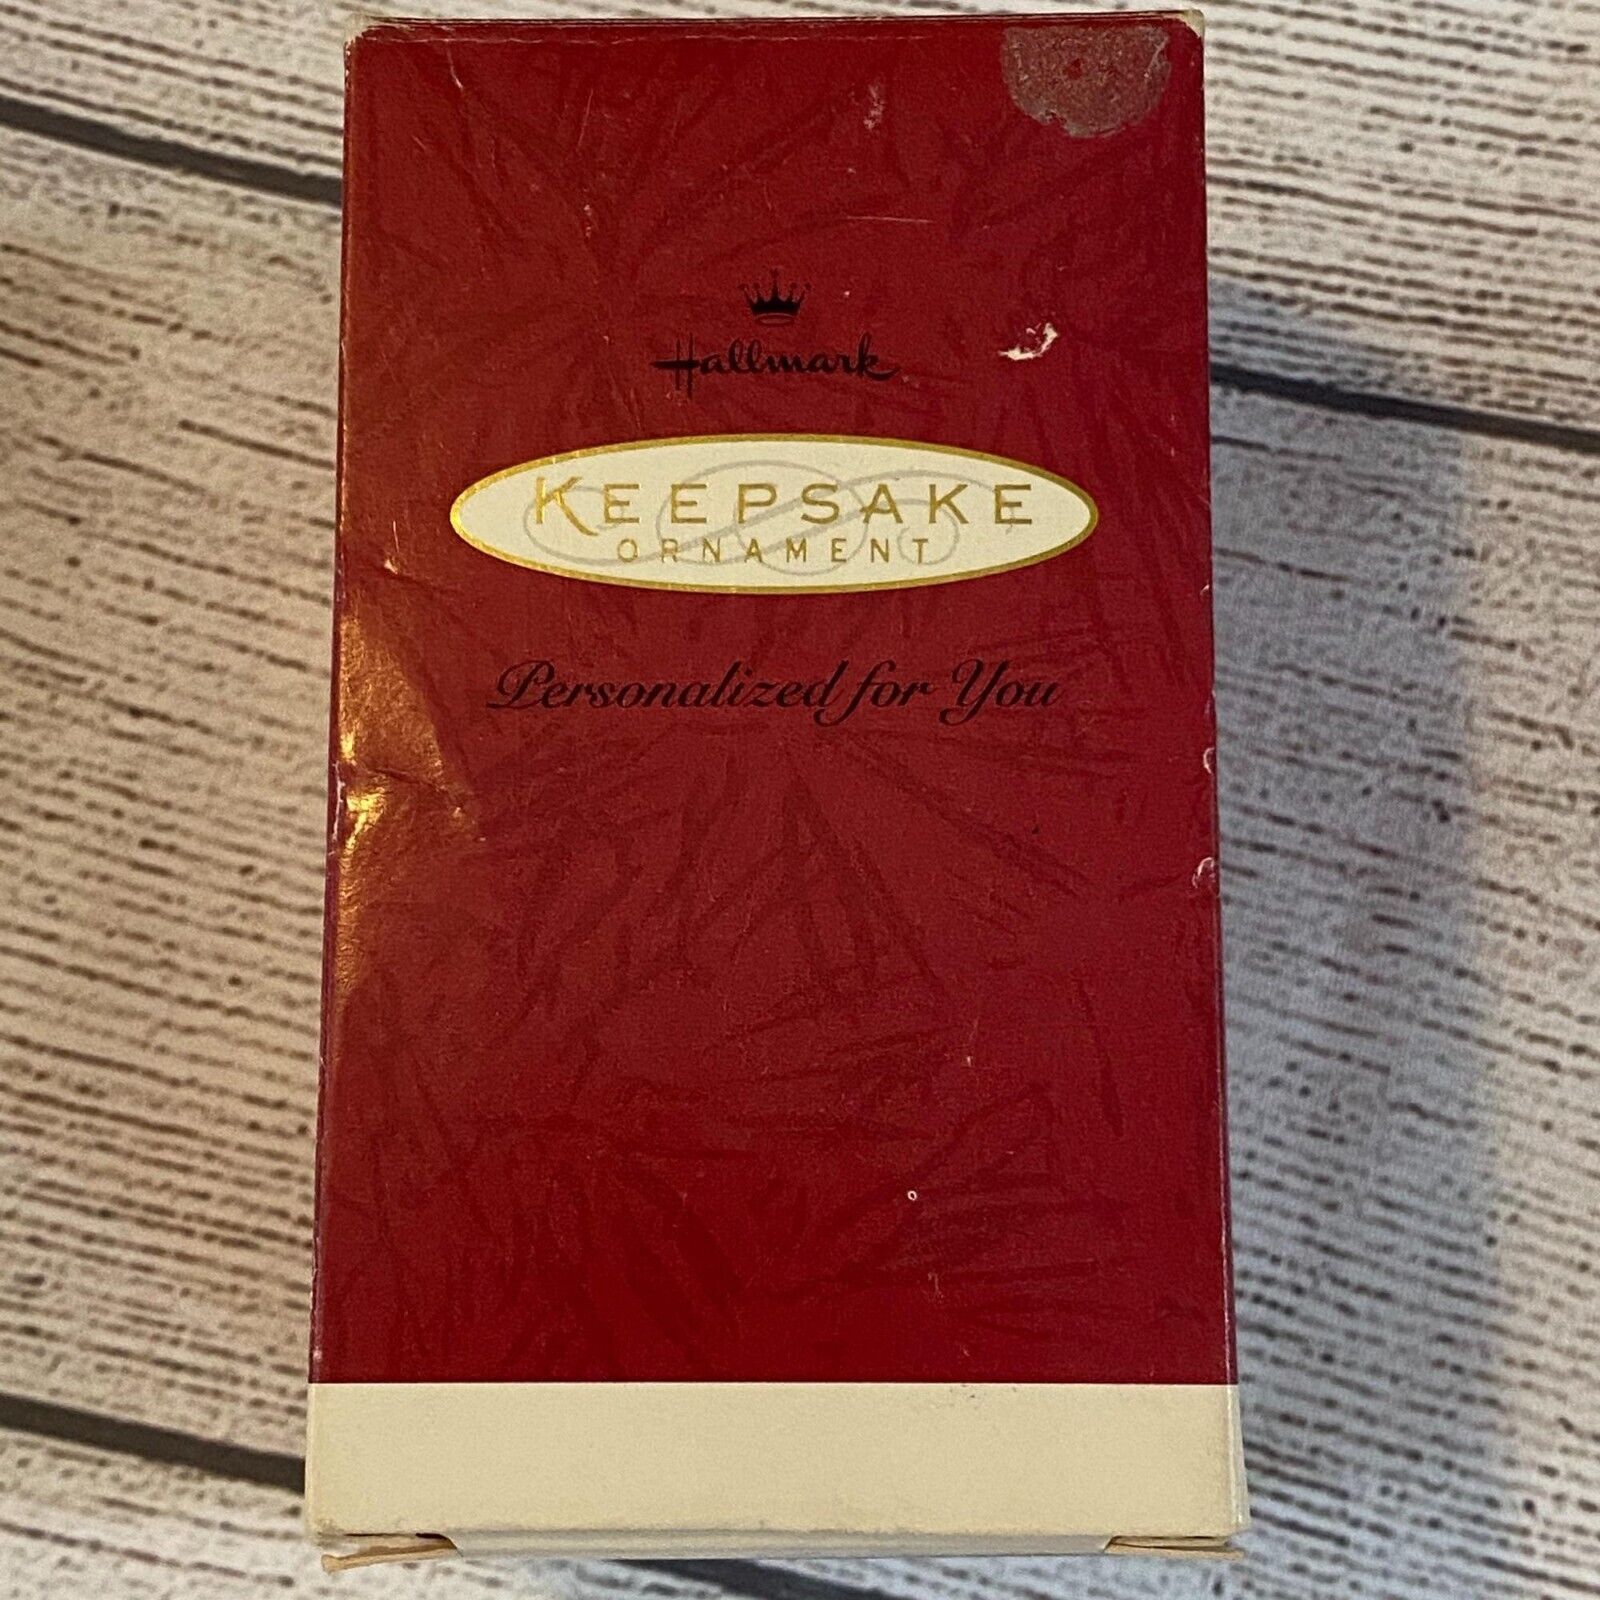 Hallmark
KEEPSAKE
ORNAMENT
Personalized for You